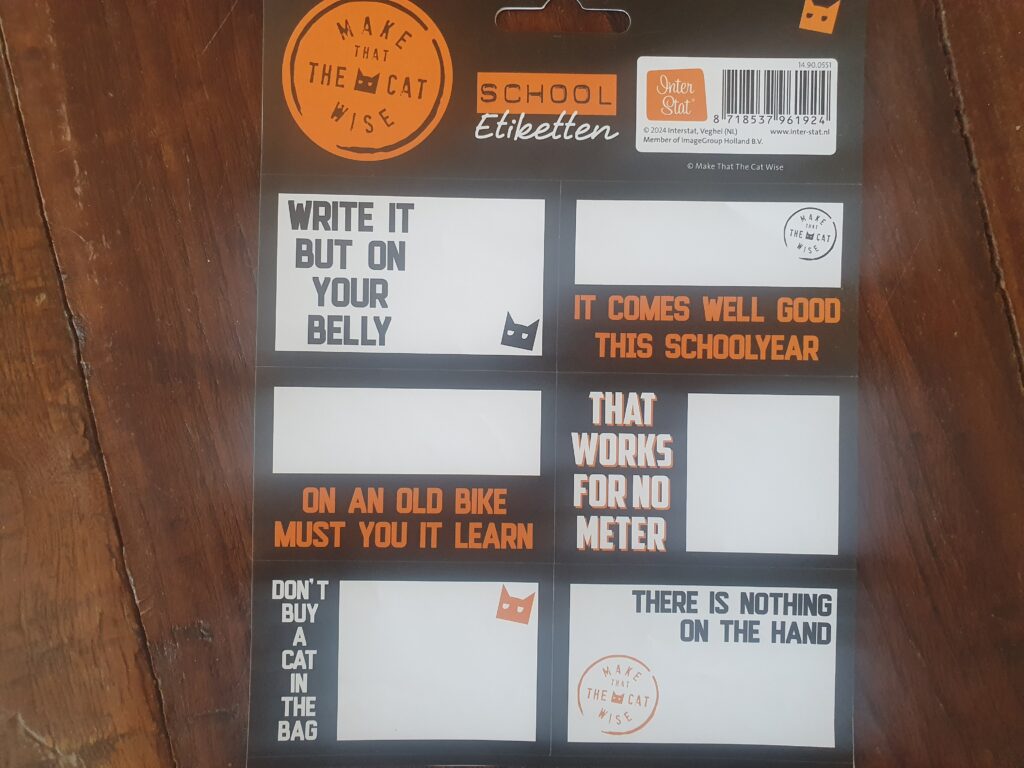 MAKE
THAT
THE CAT
WISE
SCHOOL
Etiketten
Inter
Stat
14.90.0551
8 718537 961924
© 2024 Interstat, Veghel (NL)
www.inter-stat.nl
Member of ImageGroup Holland B.V.
© Make That The Cat Wise
WRITE IT
BUT ON
YOUR
BELLY
MAKE
THAT
THE CAT
WISE
IT COMES WELL GOOD
THIS SCHOOLYEAR
ON AN OLD BIKE
MUST YOU IT LEARN
THAT
WORKS
FOR NO
METER
DON'T
BUY
A
CAT
IN
THE
BAG
THERE IS NOTHING
ON THE HAND
MAKE
THAT
THE CAT
WISE